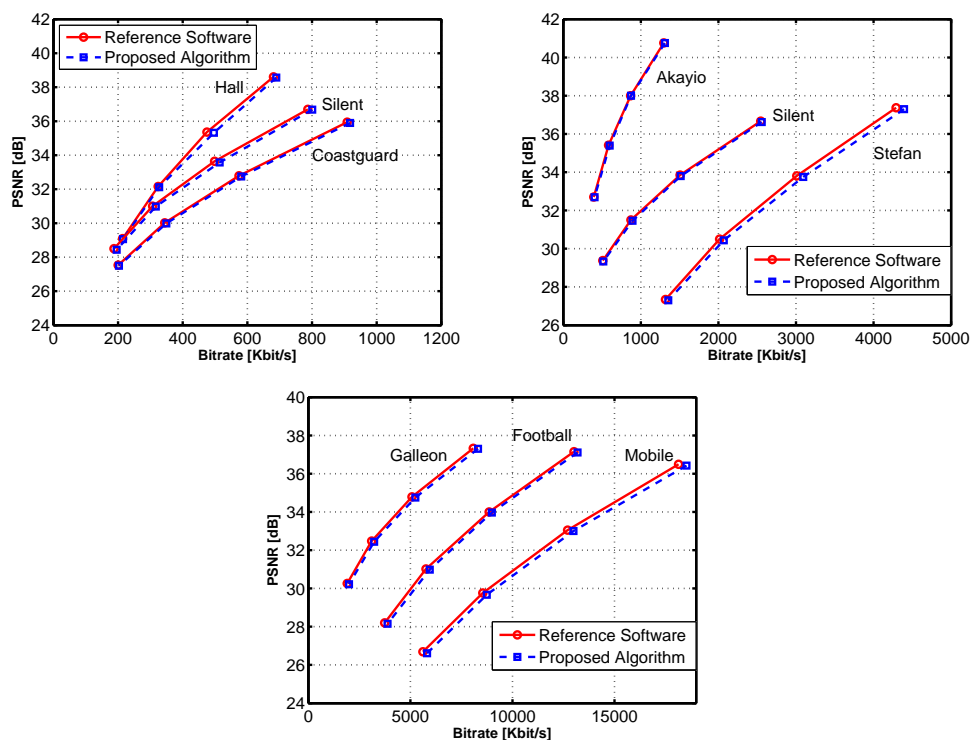 42
40
38
36
34
32
30
28
26
24
PSNR [dB]
Reference Software
Proposed Algorithm
Hall
Silent
Coastguard
200 400 600 800 1000 1200
Bitrate [Kbit/s]
42
40
38
36
34
32
30
28
26
PSNR [dB]
Akayio
Silent
Stefan
Reference Software
Proposed Algorithm
0 1000 2000 3000 4000 5000
Bitrate [Kbit/s]
40
38
36
34
32
30
28
26
24
PSNR [dB]
Galleon
Football
Mobile
Reference Software
Proposed Algorithm
0 5000 10000 15000
Bitrate [Kbit/s]